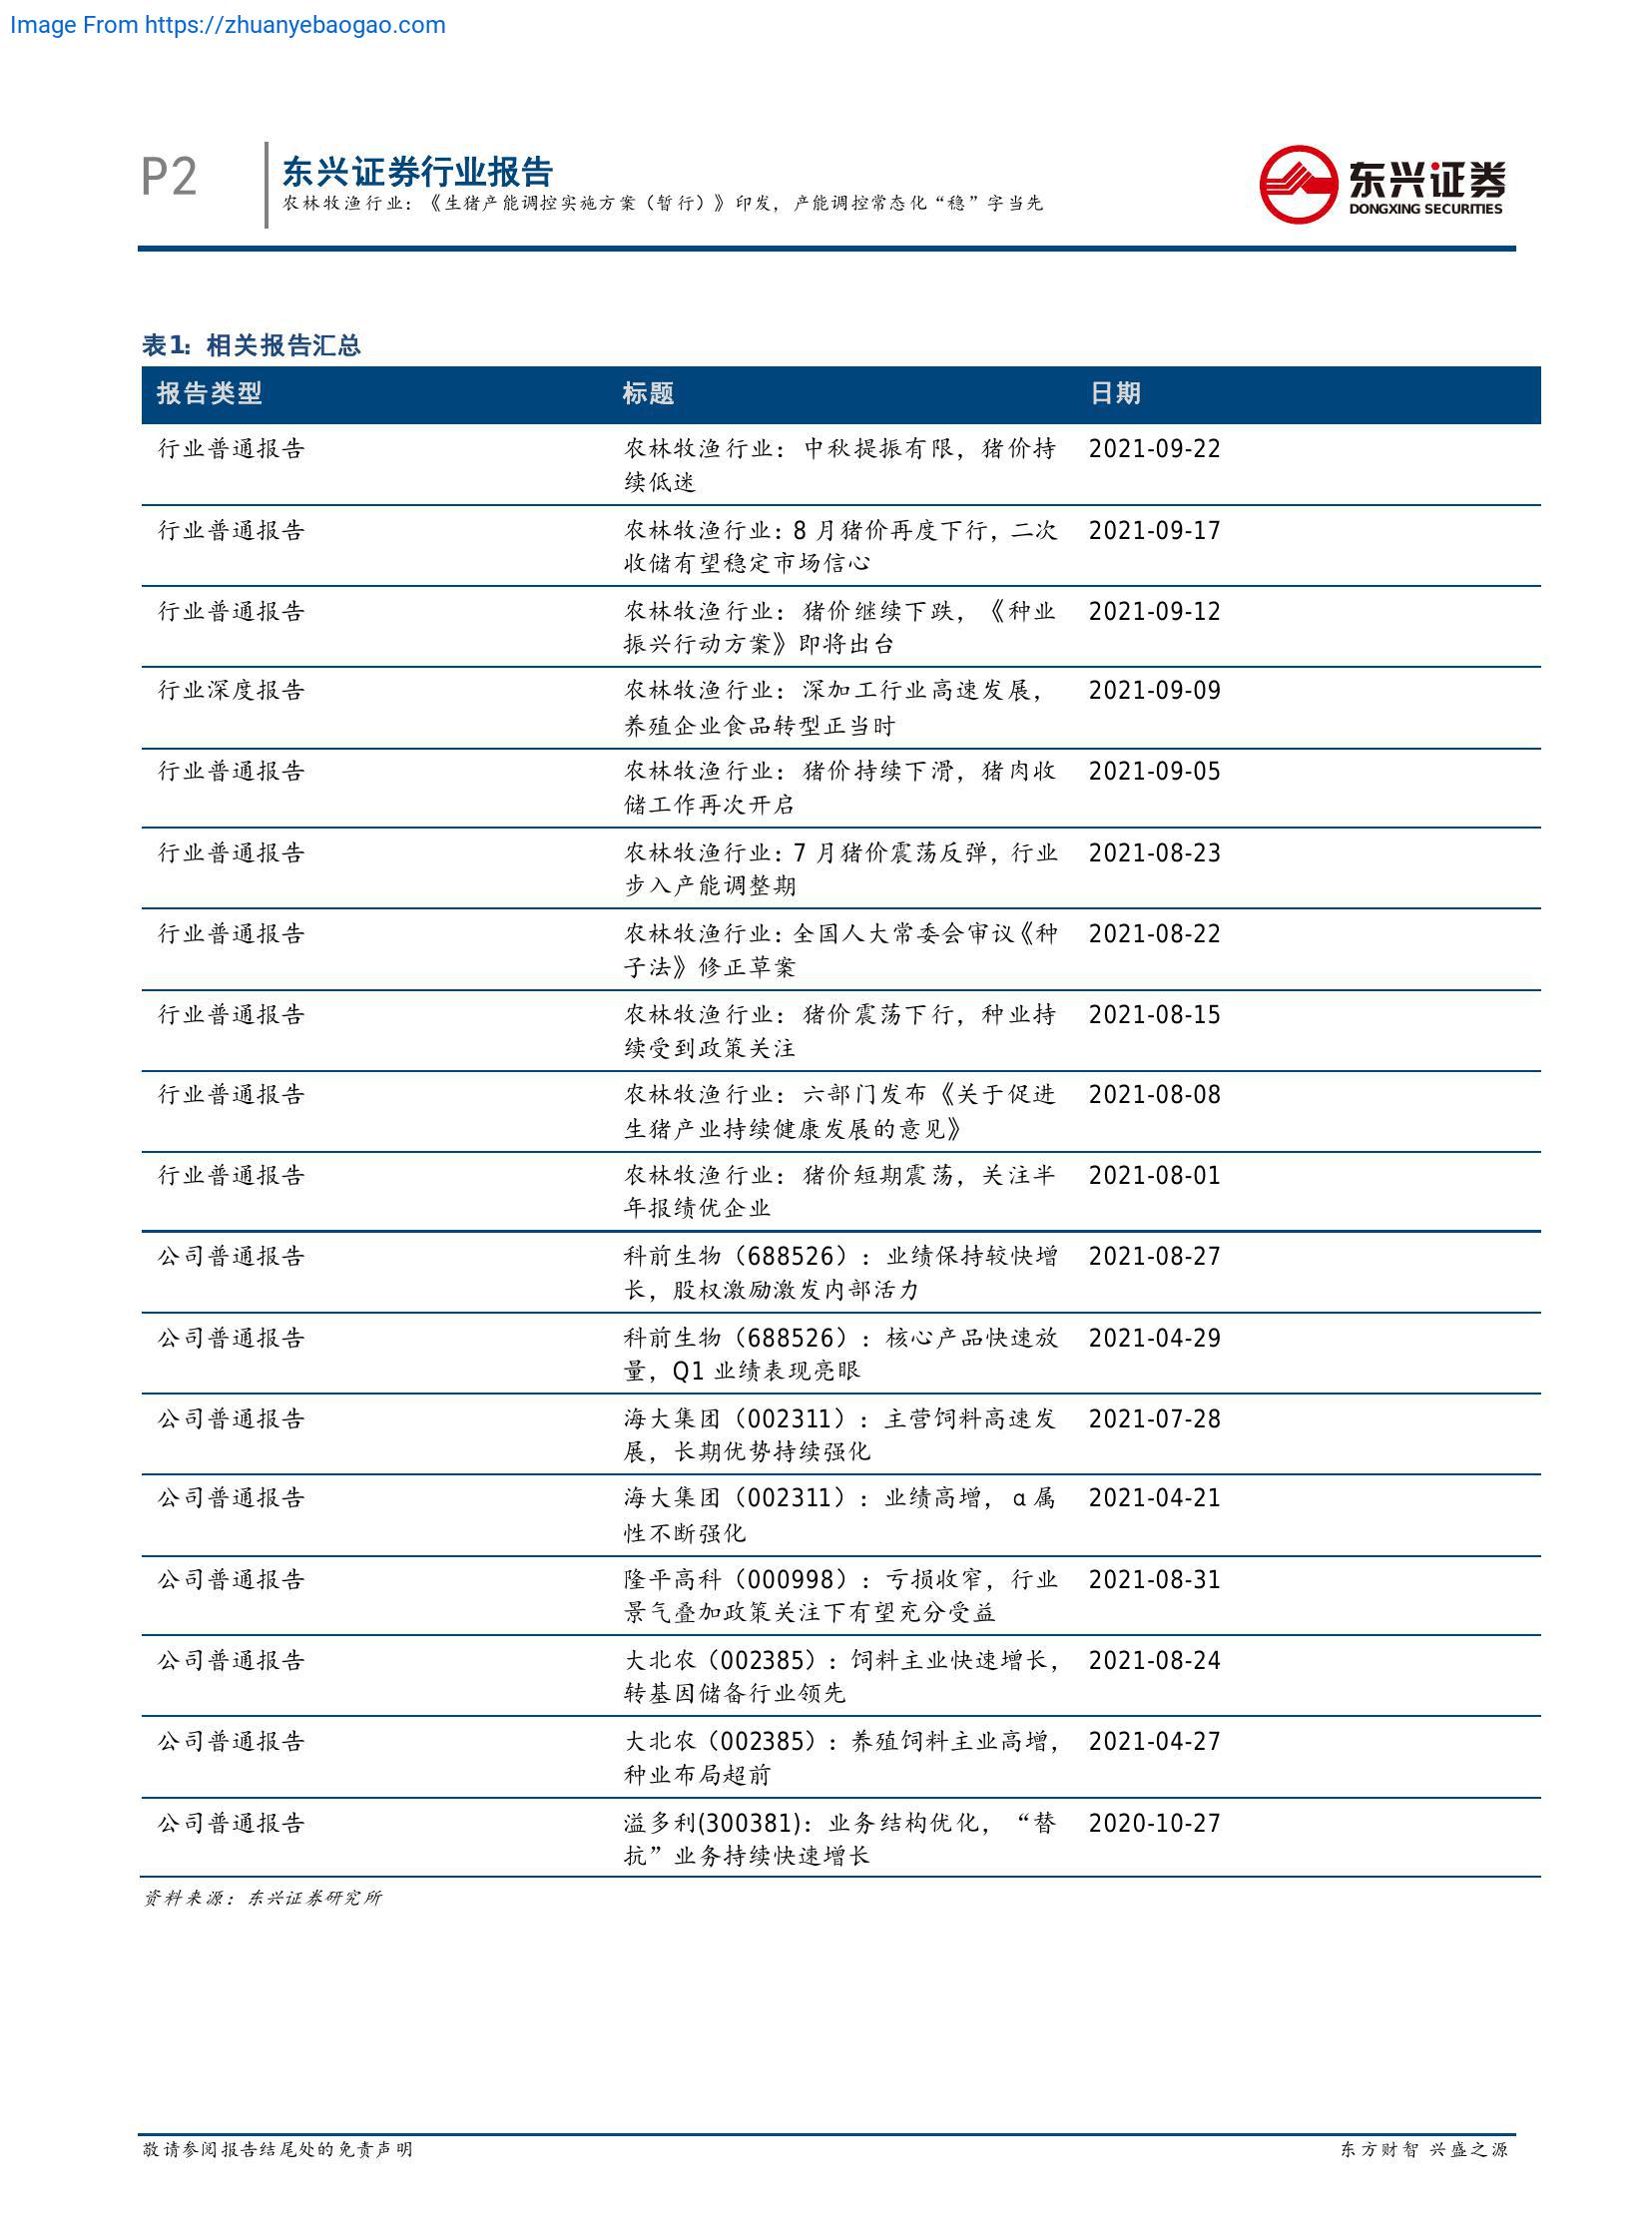 Image From https://zhuanyebaogao.com
P2
东兴证券行业报告
农林牧渔行业：《生猪产能调控实施方案（暂行）》印发，产能调控常态化“稳”字当先
东兴证券
DONGXING SECURITIES
表1：相关报告汇总
报告类型 标题 日期
行业普通报告 农林牧渔行业：中秋提振有限，猪价持 2021-09-22
续低迷
行业普通报告 农林牧渔行业：8 月猪价再度下行，二次 2021-09-17
收储有望稳定市场信心
行业普通报告 农林牧渔行业：猪价继续下跌，《种业 2021-09-12
振兴行动方案》即将出台
行业深度报告 农林牧渔行业：深加工行业高速发展， 2021-09-09
养殖企业食品转型正当时
行业普通报告 农林牧渔行业：猪价持续下滑，猪肉收 2021-09-05
储工作再次开启
行业普通报告 农林牧渔行业：7 月猪价震荡反弹，行业 2021-08-23
步入产能调整期
行业普通报告 农林牧渔行业：全国人大常委会审议《种 2021-08-22
子法》修正草案
行业普通报告 农林牧渔行业：猪价震荡下行，种业持 2021-08-15
续受到政策关注
行业普通报告 农林牧渔行业：六部门发布《关于促进 2021-08-08
生猪产业持续健康发展的意见》
行业普通报告 农林牧渔行业：猪价短期震荡，关注半 2021-08-01
年报绩优企业
公司普通报告 科前生物（688526）：业绩保持较快增 2021-08-27
长，股权激励激发内部活力
公司普通报告 科前生物（688526）：核心产品快速放 2021-04-29
量，Q1 业绩表现亮眼
公司普通报告 海大集团（002311）：主营饲料高速发 2021-07-28
展，长期优势持续强化
公司普通报告 海大集团（002311）：业绩高增，α属 2021-04-21
性不断强化
公司普通报告 隆平高科（000998）：亏损收窄，行业 2021-08-31
景气叠加政策关注下有望充分受益
公司普通报告 大北农（002385）：饲料主业快速增长， 2021-08-24
转基因储备行业领先
公司普通报告 大北农（002385）：养殖饲料主业高增， 2021-04-27
种业布局超前
公司普通报告 溢多利(300381)：业务结构优化，“替 2020-10-27
抗”业务持续快速增长
资料来源：东兴证券研究所
敬请参阅报告结尾处的免责声明 东方财智 兴盛之源